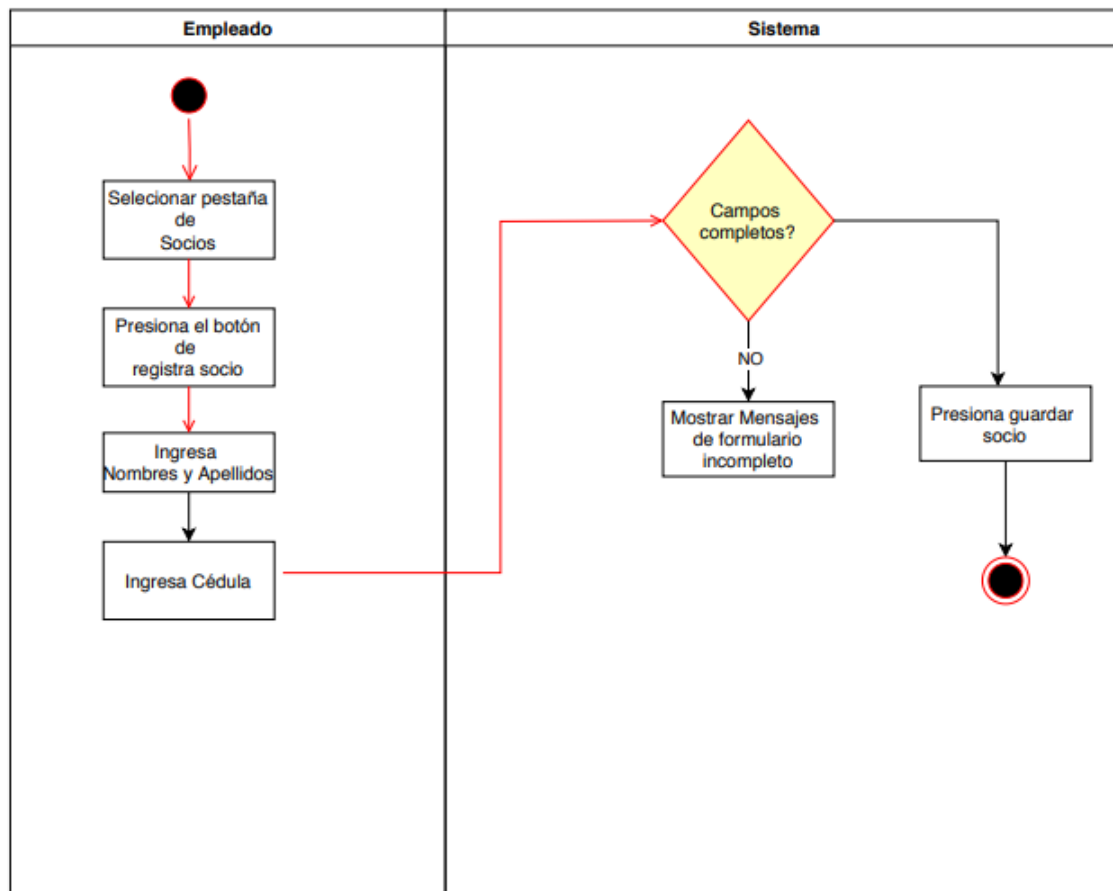 Empleado
Sistema
Selecionar pestaña
de
Socios
Presiona el botón
de
registra socio
Ingresa
Nombres y Apellidos
Ingresa Cédula
Campos
completos?
NO
Mostrar Mensajes
de formulario
incompleto
Presiona guardar
socio